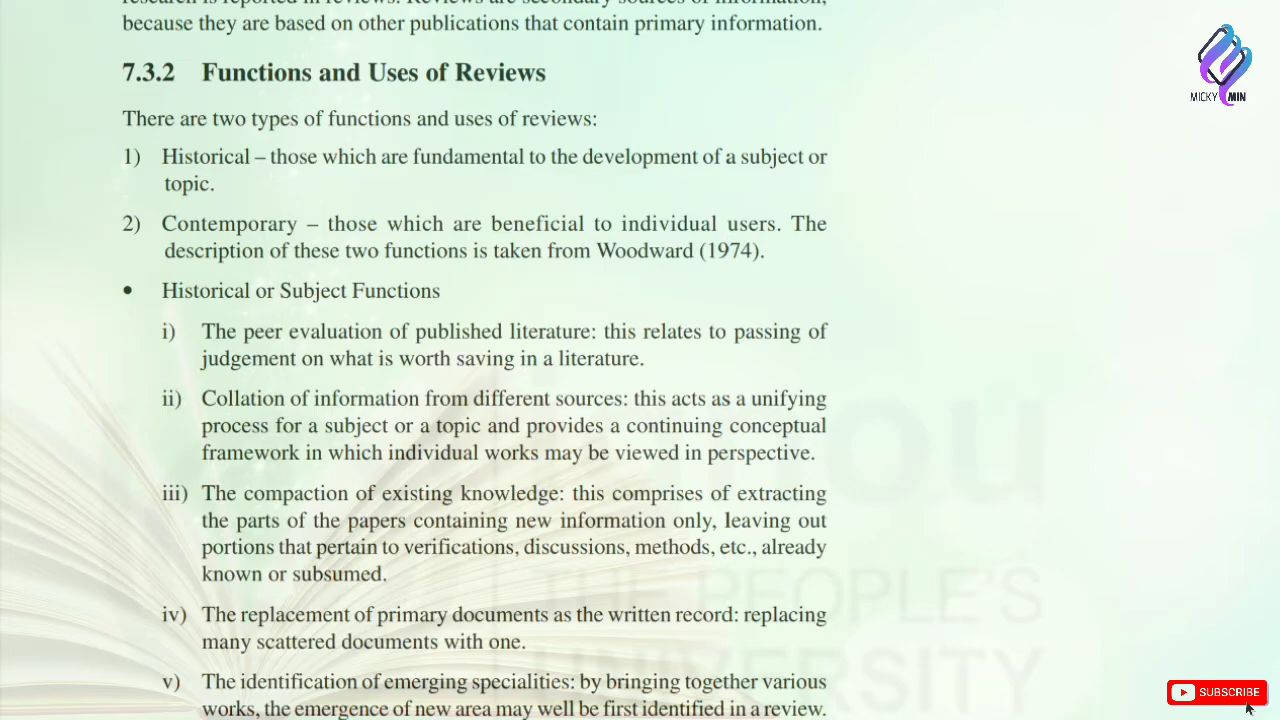 because they are based on other publications that contain primary information.
7.3.2 Functions and Uses of Reviews
There are two types of functions and uses of reviews:
1) Historical – those which are fundamental to the development of a subject or
topic.
2) Contemporary – those which are beneficial to individual users. The
description of these two functions is taken from Woodward (1974).
• Historical or Subject Functions
i) The peer evaluation of published literature: this relates to passing of
judgement on what is worth saving in a literature.
ii) Collation of information from different sources: this acts as a unifying
process for a subject or a topic and provides a continuing conceptual
framework in which individual works may be viewed in perspective.
iii) The compaction of existing knowledge: this comprises of extracting
the parts of the papers containing new information only, leaving out
portions that pertain to verifications, discussions, methods, etc., already
known or subsumed.
iv) The replacement of primary documents as the written record: replacing
many scattered documents with one.
v) The identification of emerging specialities: by bringing together various
works, the emergence of new area may well be first identified in a review.
THE PEOPLE'S
UNIVERSITY
MICKY MIN
SUBSCRIBE